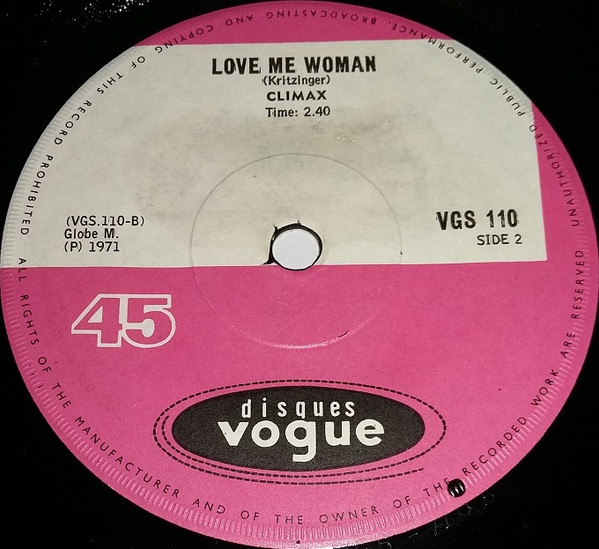 LOVE ME WOMAN
(Kritzinger)
CLIMAX
Time: 2.40
(VGS.110-B)
Globe M.
(P) 1971
VGS 110
SIDE 2
45
disques
vogue
ALL RIGHTS OF THE MANUFACTURER AND OF THE OWNER OF THE RECORDED WORK ARE RESERVED
UNAUTHORIZED PUBLIC PERFORMANCE, BROADCASTING AND COPYING OF THIS RECORD PROHIBITED